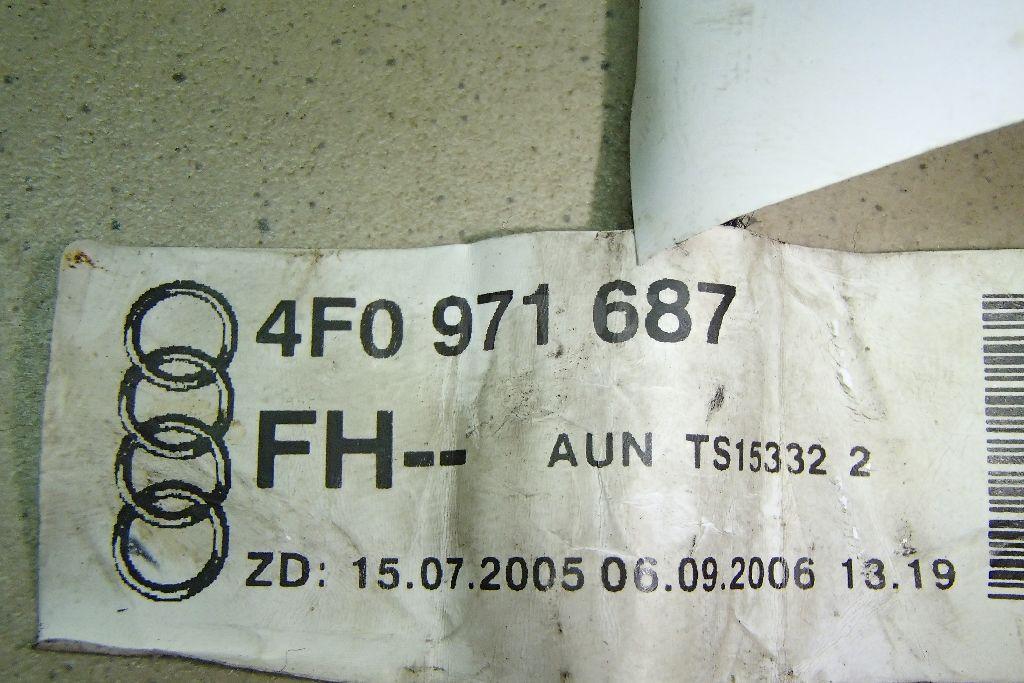 4F0 971 687
FH-- AUN TS15332 2
ZD: 15.07.2005 06.09.2006 13.19